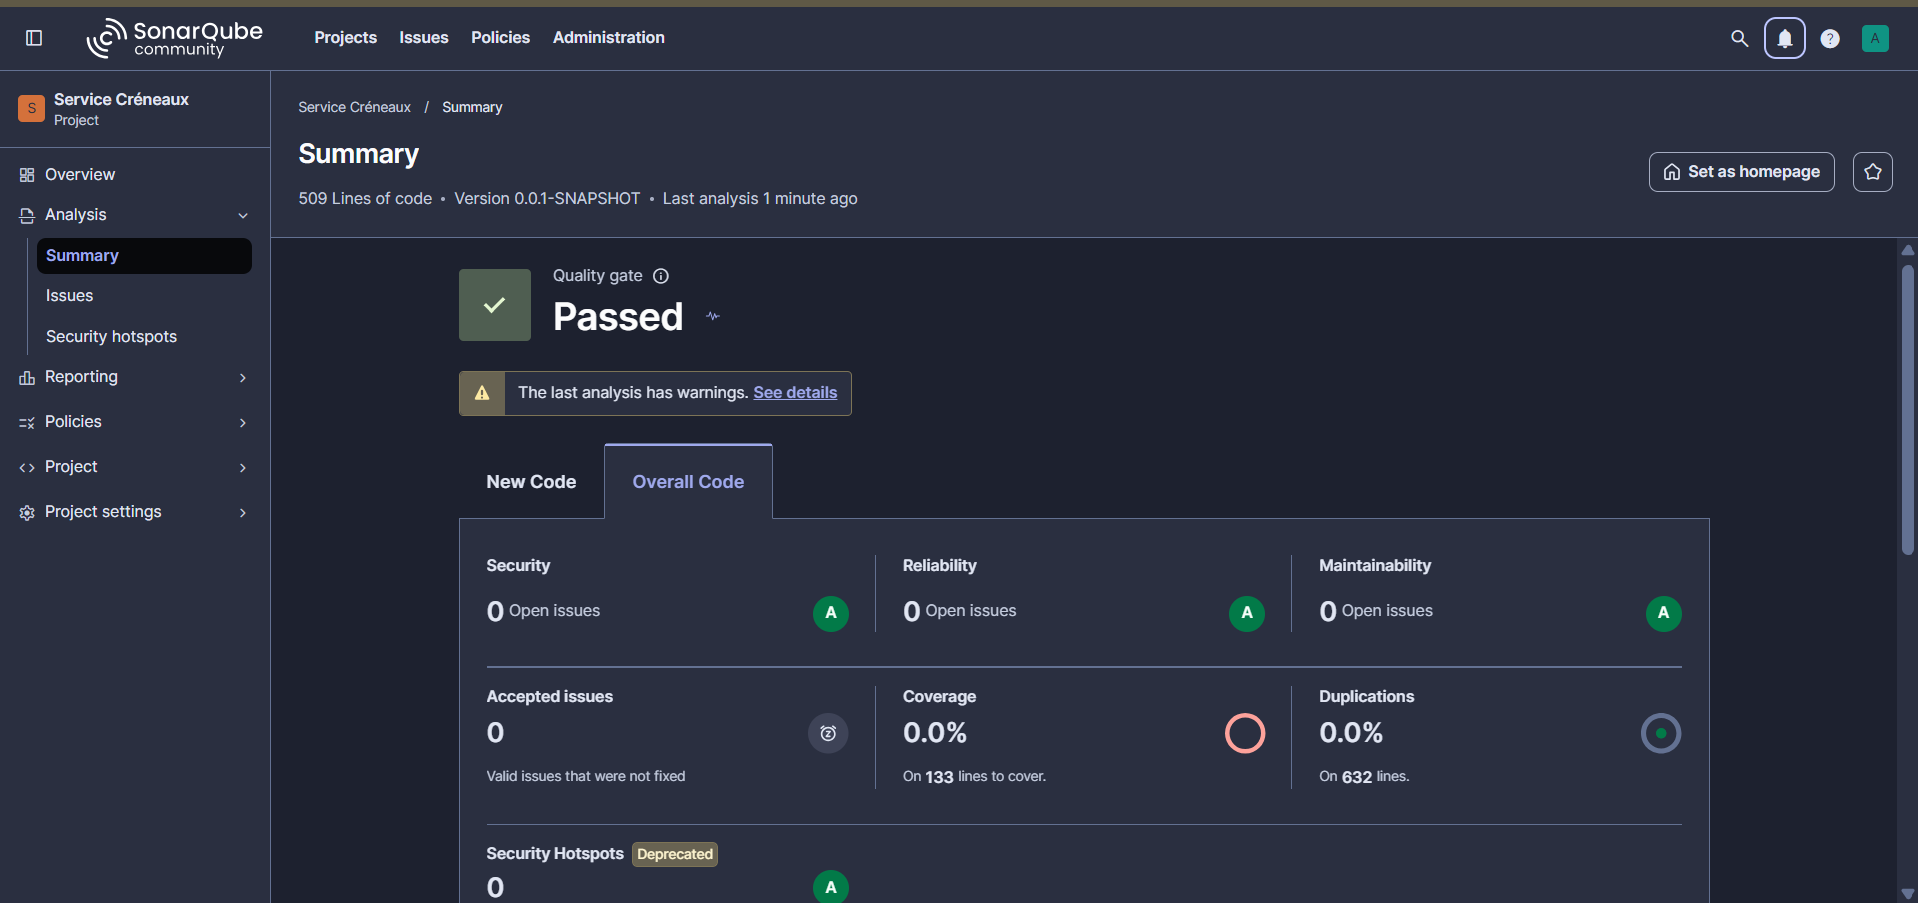 SonarQube
community
Projects
Issues
Policies
Administration
?
A
S
Service Créneaux
Project
Overview
Analysis
Summary
Issues
Security hotspots
Reporting
Policies
Project
Project settings
Service Créneaux / Summary
Summary
509 Lines of code • Version 0.0.1-SNAPSHOT • Last analysis 1 minute ago
Set as homepage
Quality gate
Passed
The last analysis has warnings. See details
New Code
Overall Code
Security
0 Open issues
A
Reliability
0 Open issues
A
Maintainability
0 Open issues
A
Accepted issues
0
Valid issues that were not fixed
Coverage
0.0%
On 133 lines to cover.
Duplications
0.0%
On 632 lines.
Security Hotspots Deprecated
0
A